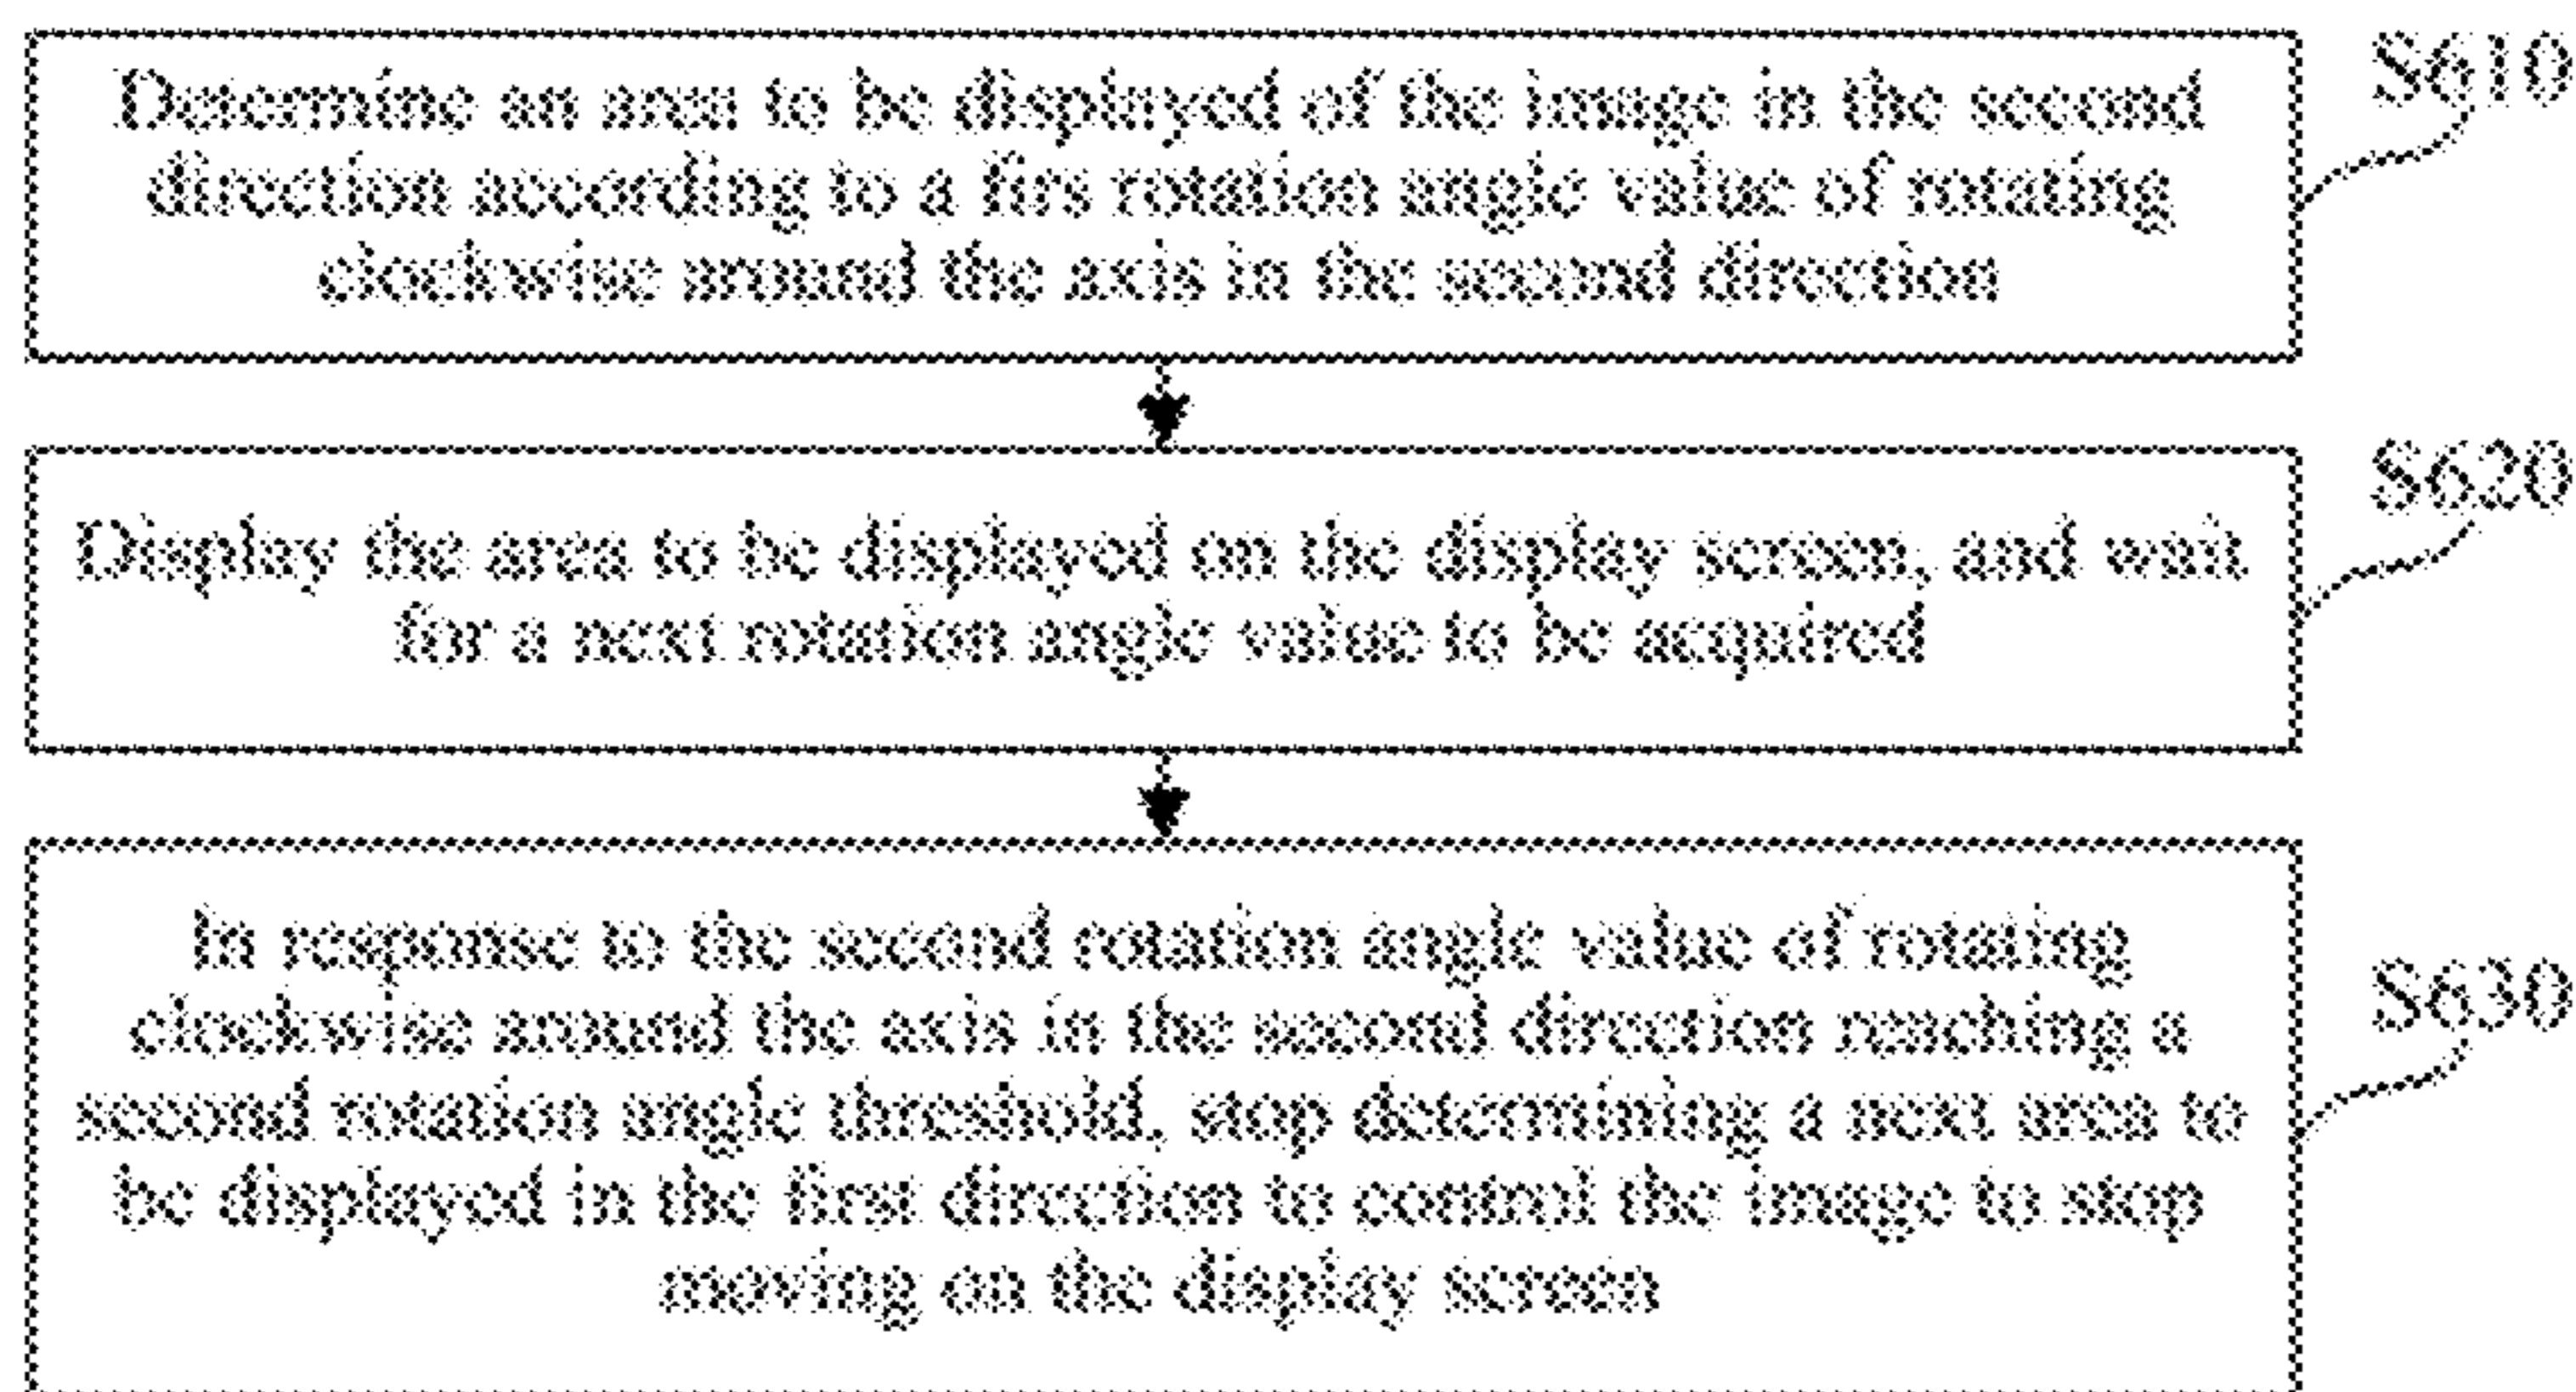 Determine an area to be displayed of the image in the second
direction according to a firs rotation angle value of rotating
clockwise around the axis in the second direction
S610
Display the area to be displayed on the display screen, and wait
for a next rotation angle value to be acquired
S620
In response to the second rotation angle value of rotating
clockwise around the axis in the second direction reaching a
second rotation angle threshold, stop determining a next area to
be displayed in the first direction to control the image to stop
moving on the display screen
S630